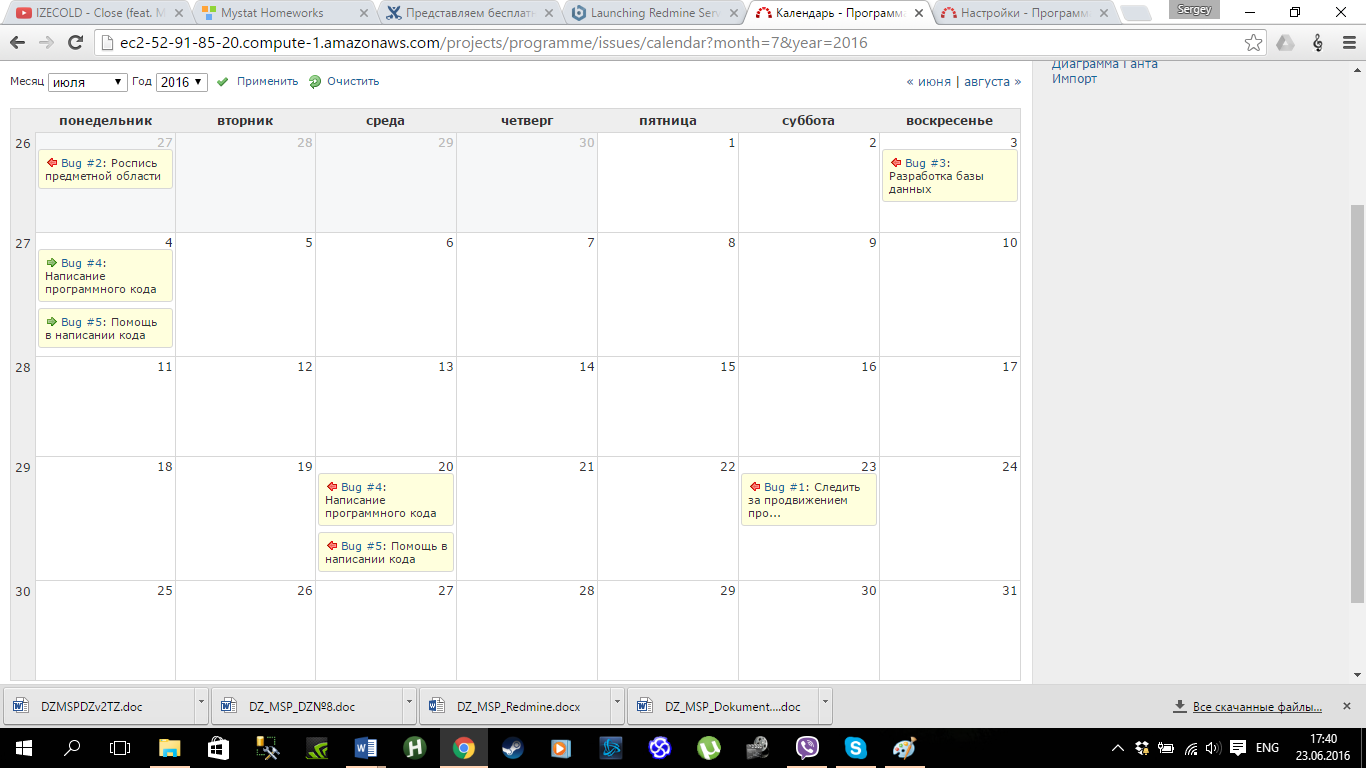 Sergey
IZECOLD - Close (feat. M
Mystat Homeworks
Представляем бесплат
Launching Redmine Serv
Календарь - Программа
Настройки - Программ
ec2-52-91-85-20.compute-1.amazonaws.com/projects/programme/issues/calendar?month=7&year=2016
Диаграмма Ганта
Импорт
Месяц июля Год 2016 Применить Очистить « июня | августа »
понедельник вторник среда четверг пятница суббота воскресенье
26 27 28 29 30 1 2 3
Bug #2: Роспись
предметной области
Bug #3:
Разработка базы
данных
27 4 5 6 7 8 9 10
Bug #4:
Написание
программного кода
Bug #5: Помощь
в написании кода
28 11 12 13 14 15 16 17
29 18 19 20 21 22 23 24
Bug #4:
Написание
программного кода
Bug #5: Помощь в
написании кода
Bug #1: Следить
за продвижением
про...
30 25 26 27 28 29 30 31
DZMSPDZv2TZ.doc
DZ_MSP_DZNº8.doc
DZ_MSP_Redmine.docx
DZ_MSP_Dokument....doc
Все скачанные файлы...
ENG
17:40
23.06.2016